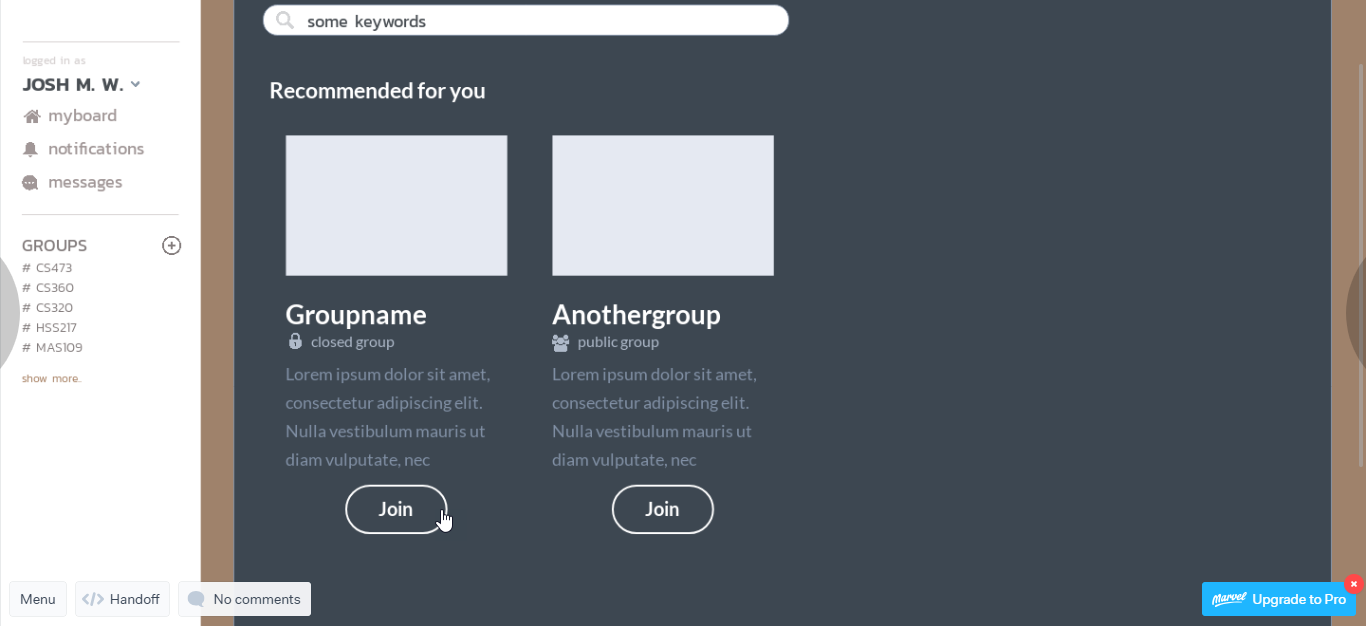 some keywords
logged in as
JOSH M. W.
myboard
notifications
messages
GROUPS
# CS473
# CS360
# CS320
# HSS217
# MAS109
show more..
Recommended for you
Groupname
closed group
Lorem ipsum dolor sit amet,
consectetur adipiscing elit.
Nulla vestibulum mauris ut
diam vulputate, nec
Join
Anothergroup
public group
Lorem ipsum dolor sit amet,
consectetur adipiscing elit.
Nulla vestibulum mauris ut
diam vulputate, nec
Join
Menu
</> Handoff
No comments
Marvel Upgrade to Pro